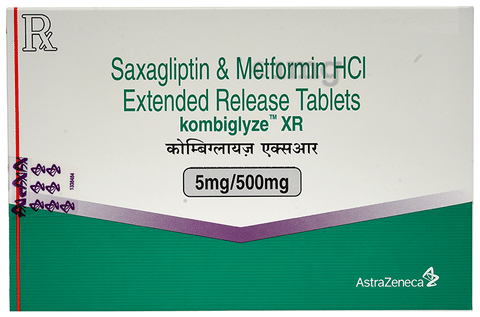 Rx
Saxagliptin & Metformin HCl
Extended Release Tablets
kombiglyze™ XR
कोम्बिग्लायज़ एक्सआर
5mg/500mg
AstraZeneca